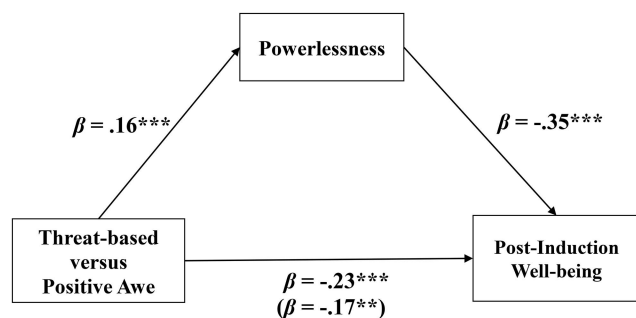 Powerlessness
β = .16***
β = -.35***
Threat-based
versus
Positive Awe
Post-Induction
Well-being
β = -.23***
(β = -.17**)